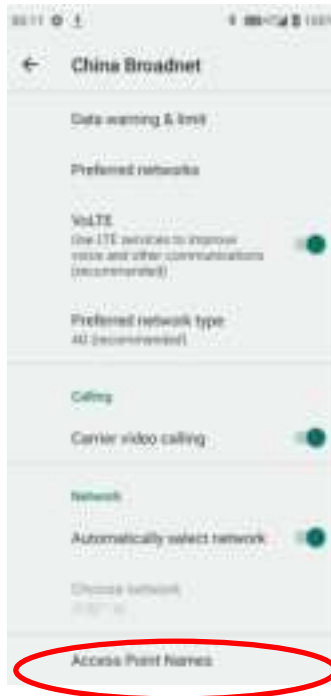 China Broadnet
Data warning & limit
Preferred networks
VoLTE
Use LTE services to improve
voice and other communications
(recommended)
Preferred network type
4G (recommended)
Calling
Carrier video calling
Network
Automatically select network
Choose network
Access Point Names